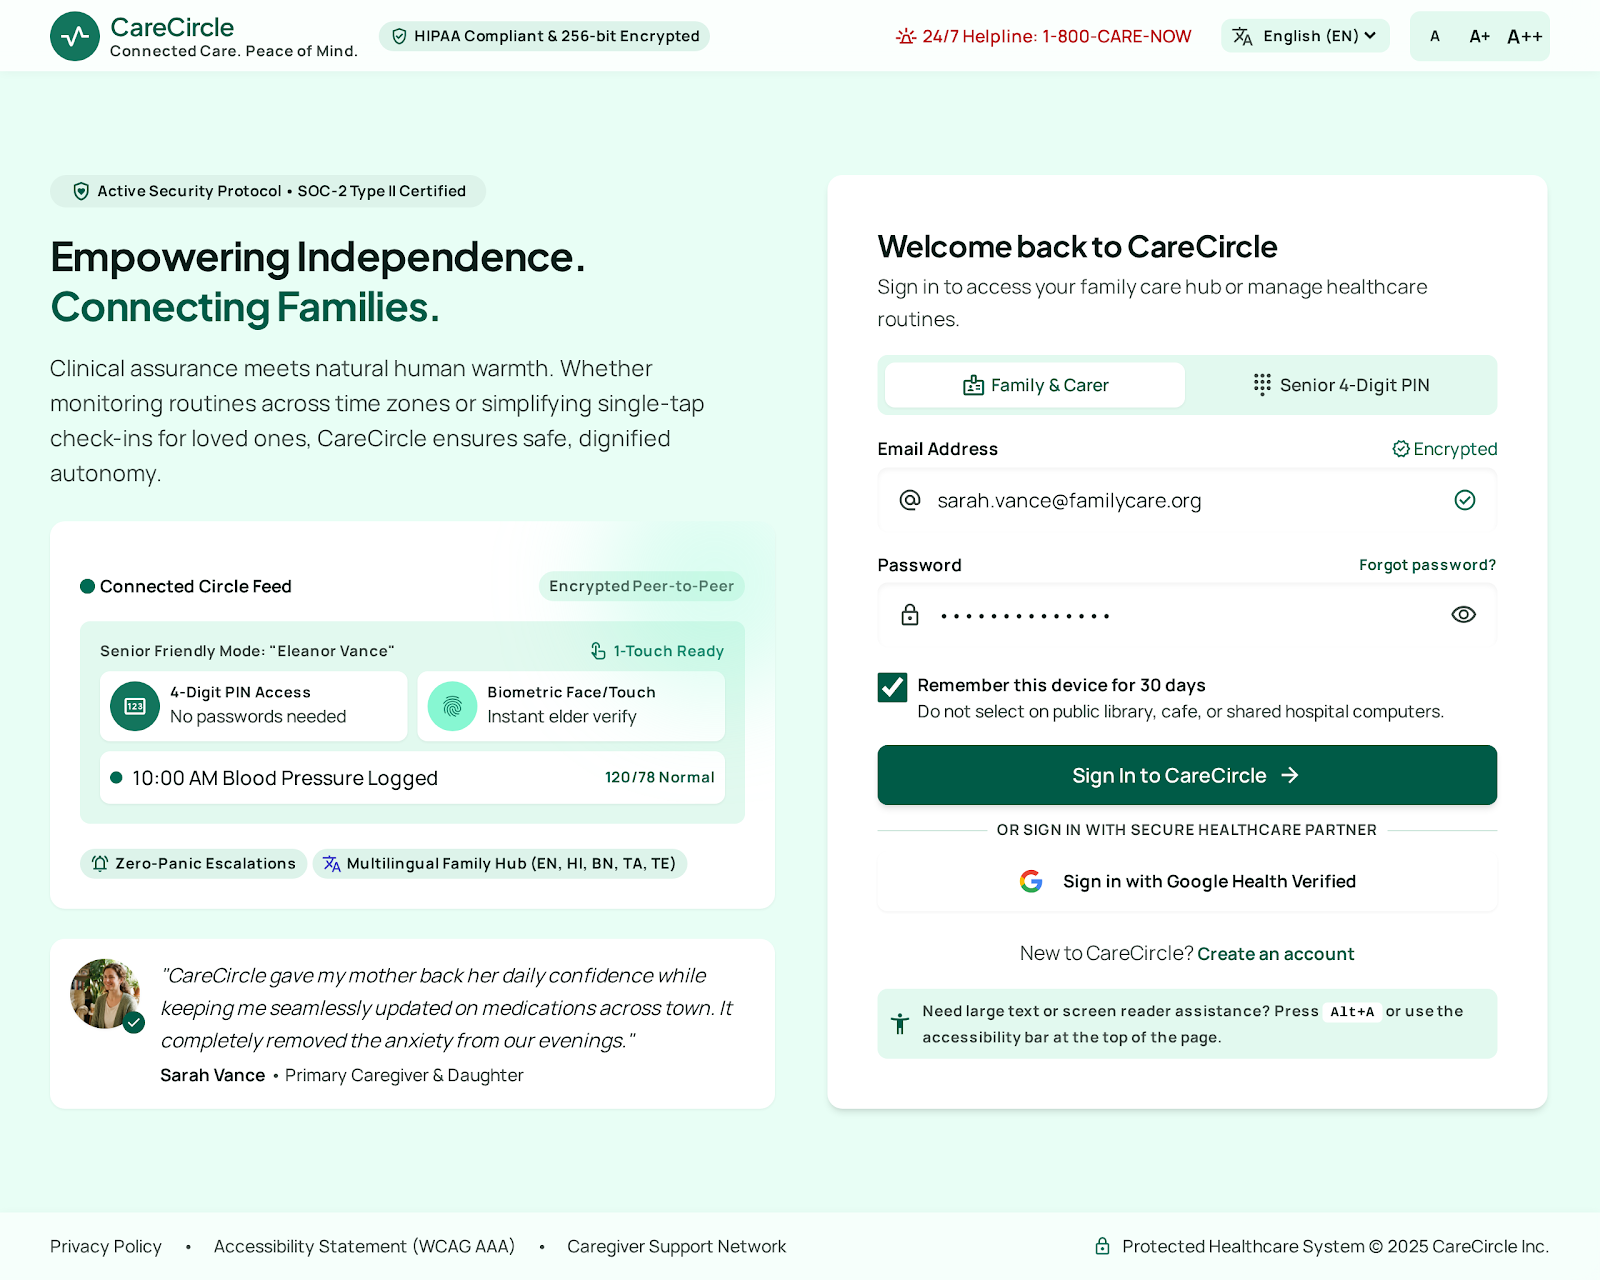 CareCircle
Connected Care. Peace of Mind.
HIPAA Compliant & 256-bit Encrypted
24/7 Helpline: 1-800-CARE-NOW
English (EN)
A A+ A++
Active Security Protocol • SOC-2 Type II Certified
Empowering Independence.
Connecting Families.
Clinical assurance meets natural human warmth. Whether
monitoring routines across time zones or simplifying single-tap
check-ins for loved ones, CareCircle ensures safe, dignified
autonomy.
Connected Circle Feed
Encrypted Peer-to-Peer
Senior Friendly Mode: "Eleanor Vance"
1-Touch Ready
123
4-Digit PIN Access
No passwords needed
Biometric Face/Touch
Instant elder verify
10:00 AM Blood Pressure Logged
120/78 Normal
Zero-Panic Escalations
Multilingual Family Hub (EN, HI, BN, TA, TE)
"CareCircle gave my mother back her daily confidence while
keeping me seamlessly updated on medications across town. It
completely removed the anxiety from our evenings."
Sarah Vance • Primary Caregiver & Daughter
Welcome back to CareCircle
Sign in to access your family care hub or manage healthcare
routines.
Family & Carer
Senior 4-Digit PIN
Email Address
Encrypted
sarah.vance@familycare.org
Password
Forgot password?
••••••••••••••
Remember this device for 30 days
Do not select on public library, cafe, or shared hospital computers.
Sign In to CareCircle →
OR SIGN IN WITH SECURE HEALTHCARE PARTNER
Sign in with Google Health Verified
New to CareCircle? Create an account
Need large text or screen reader assistance? Press Alt+A or use the
accessibility bar at the top of the page.
Privacy Policy • Accessibility Statement (WCAG AAA) • Caregiver Support Network
Protected Healthcare System © 2025 CareCircle Inc.